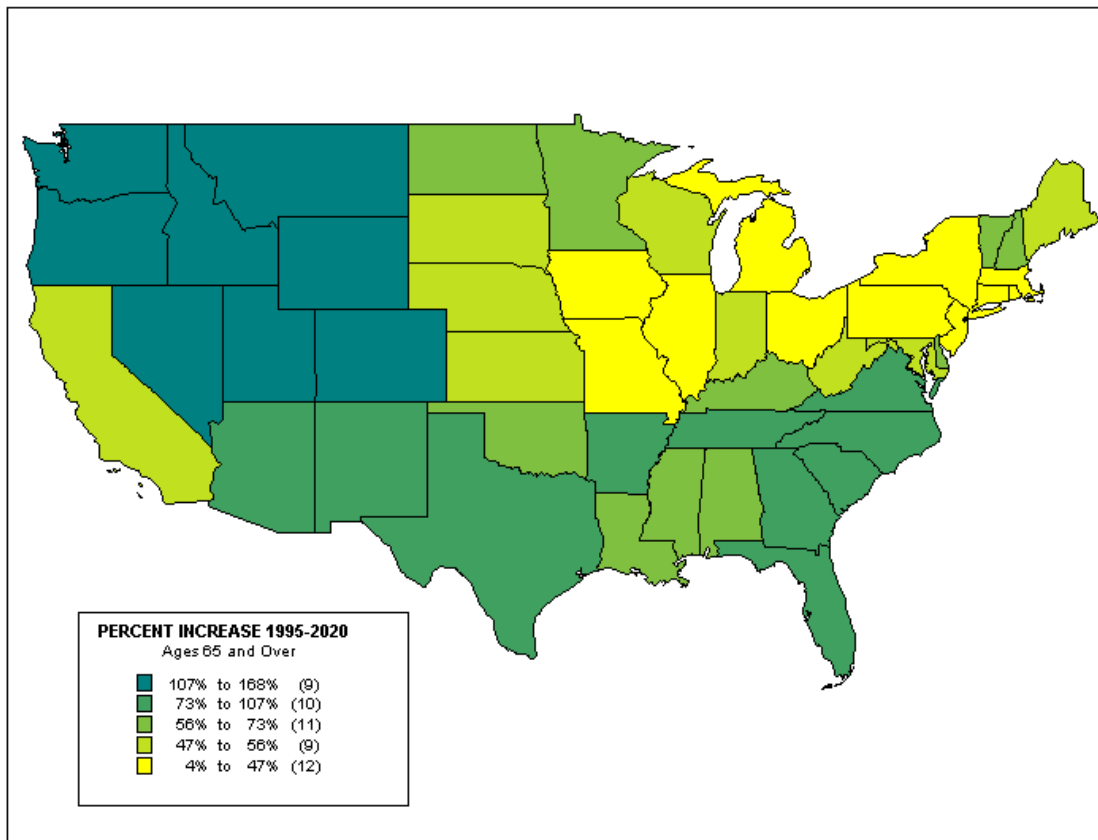 PERCENT INCREASE 1995-2020
Ages 65 and Over
107% to 168% (9)
73% to 107% (10)
56% to 73% (11)
47% to 56% (9)
4% to 47% (12)